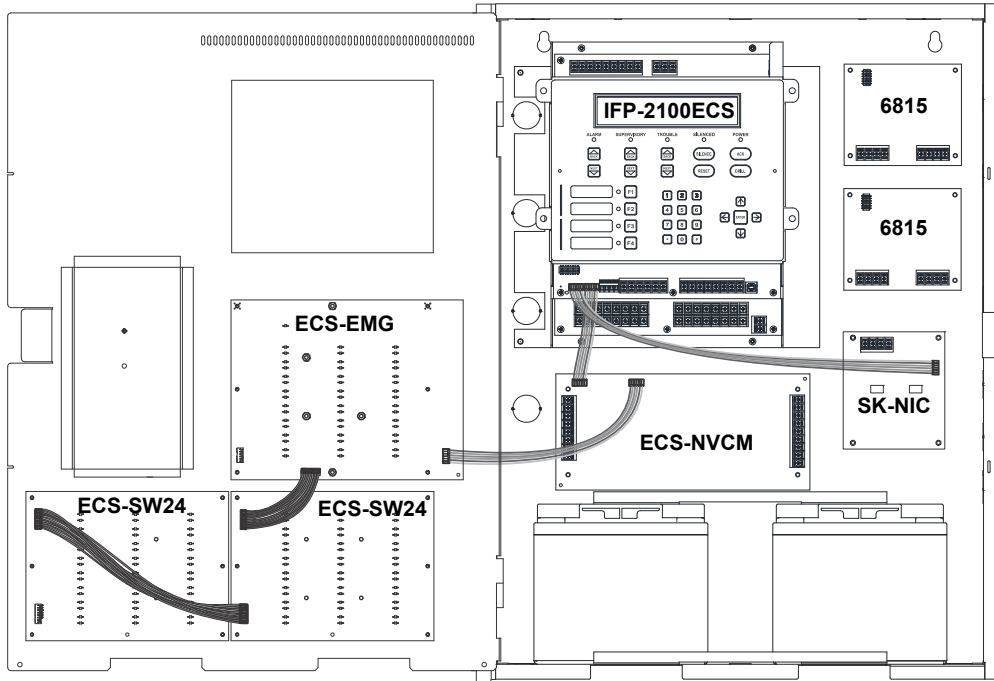 IFP-2100ECS
ALARM SUPERVISORY TROUBLE SILENCED POWER
SILENCE ACK
RESET DRILL
F1
F2
F3
F4
1 2 3
4 5 6
7 8 9
* 0 #
ENTER
6815
6815
ECS-EMG
SK-NIC
ECS-NVCM
ECS-SW24
ECS-SW24